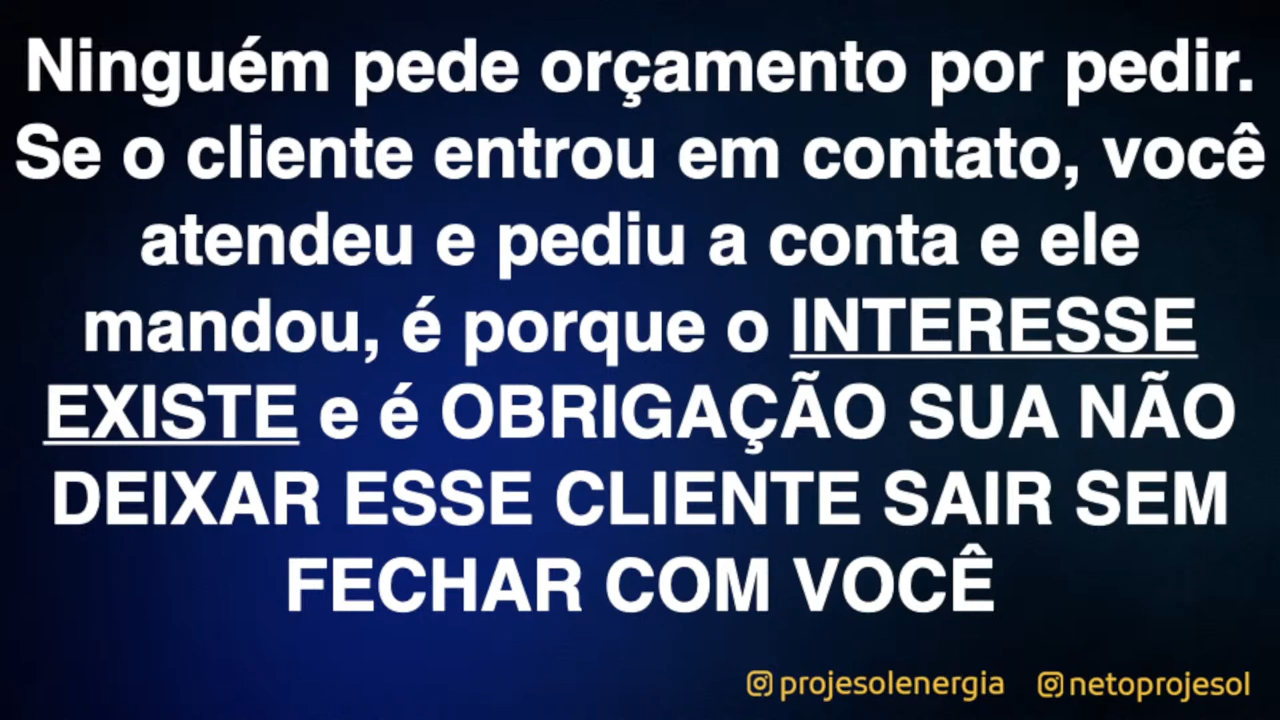 Ninguém pede orçamento por pedir.
Se o cliente entrou em contato, você
atendeu e pediu a conta e ele
mandou, é porque o INTERESSE
EXISTE e é OBRIGAÇÃO SUA NÃO
DEIXAR ESSE CLIENTE SAIR SEM
FECHAR COM VOCÊ
projesolenergia netoprojesol